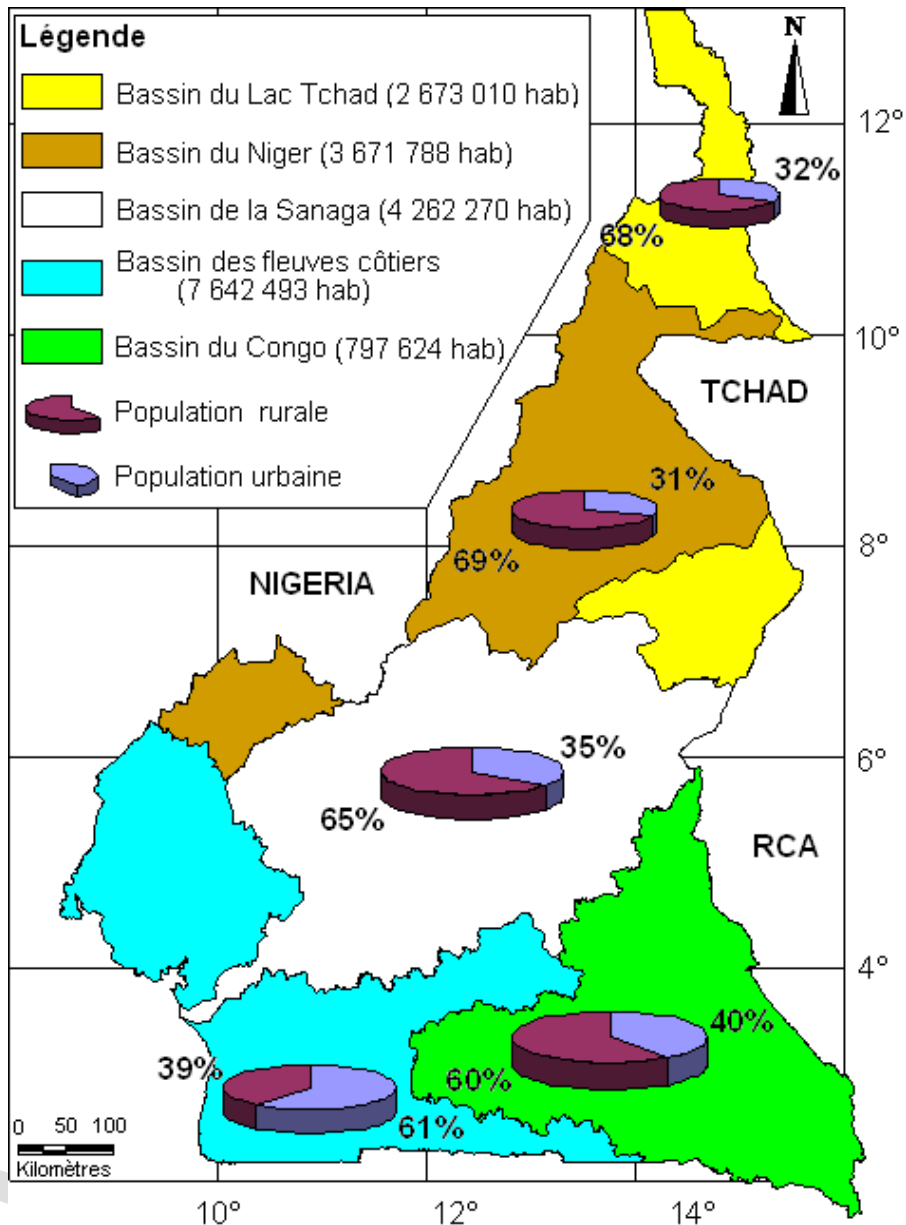 Légende
Bassin du Lac Tchad (2 673 010 hab)
Bassin du Niger (3 671 788 hab)
Bassin de la Sanaga (4 262 270 hab)
Bassin des fleuves côtiers
(7 642 493 hab)
Bassin du Congo (797 624 hab)
Population rurale
Population urbaine
N
12°
32%
68%
10°
TCHAD
31%
69%
8°
NIGERIA
35%
65%
6°
RCA
4°
40%
60%
39%
61%
0 50 100
Kilomètres
10° 12° 14°